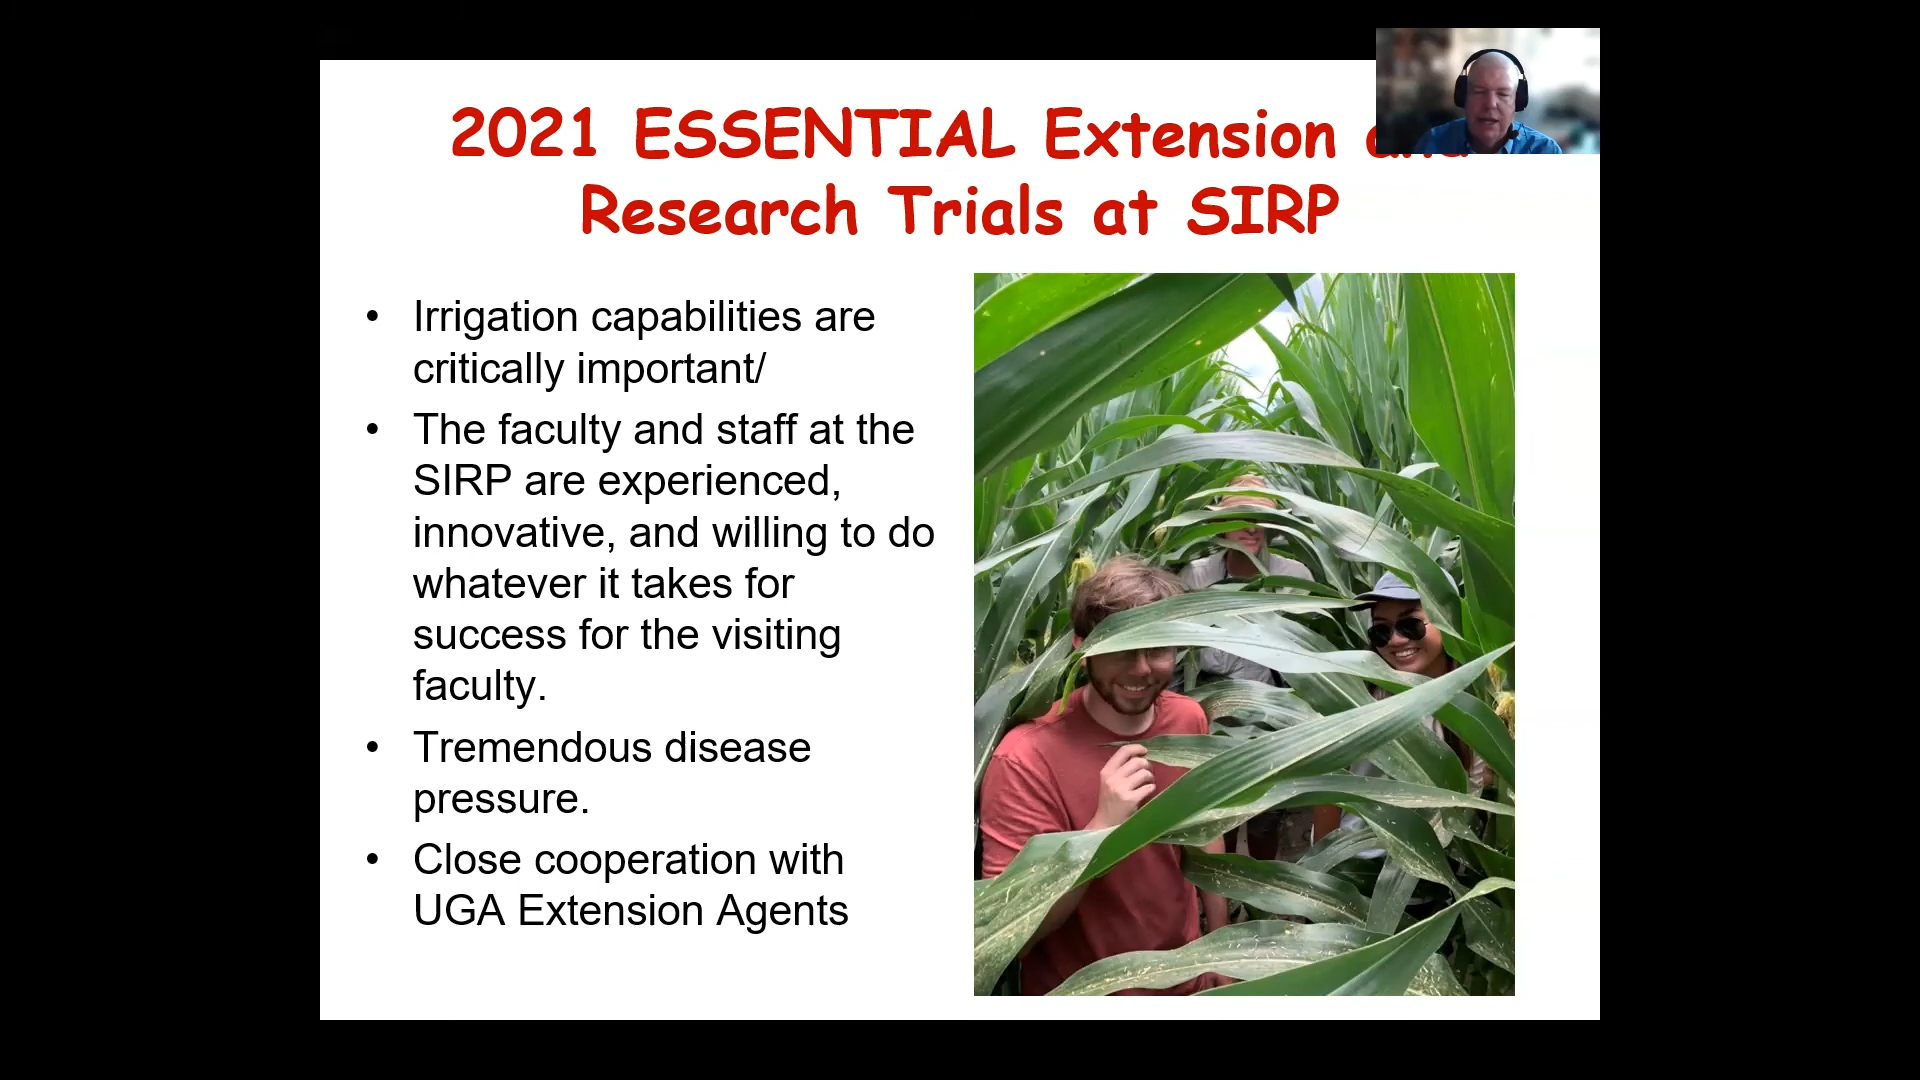 2021 ESSENTIAL Extension and
Research Trials at SIRP
• Irrigation capabilities are
critically important/
• The faculty and staff at the
SIRP are experienced,
innovative, and willing to do
whatever it takes for
success for the visiting
faculty.
• Tremendous disease
pressure.
• Close cooperation with
UGA Extension Agents